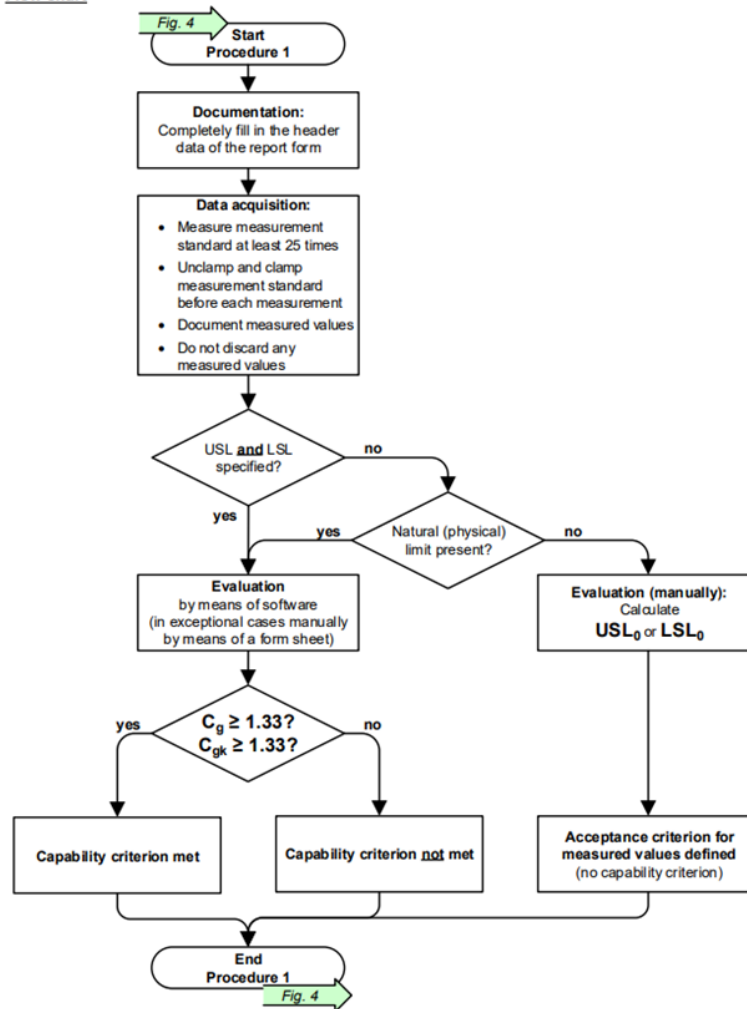 Fig. 4
Start
Procedure 1
Documentation:
Completely fill in the header
data of the report form
Data acquisition:
• Measure measurement
standard at least 25 times
• Unclamp and clamp
measurement standard
before each measurement
• Document measured values
• Do not discard any
measured values
USL and LSL
specified?
no
yes
Natural (physical)
limit present?
yes
no
Evaluation
by means of software
(in exceptional cases manually
by means of a form sheet)
Evaluation (manually):
Calculate
USL₀ or LSL₀
yes
Cg ≥ 1.33?
Cgk ≥ 1.33?
no
Capability criterion met
Capability criterion not met
Acceptance criterion for
measured values defined
(no capability criterion)
End
Procedure 1
Fig. 4